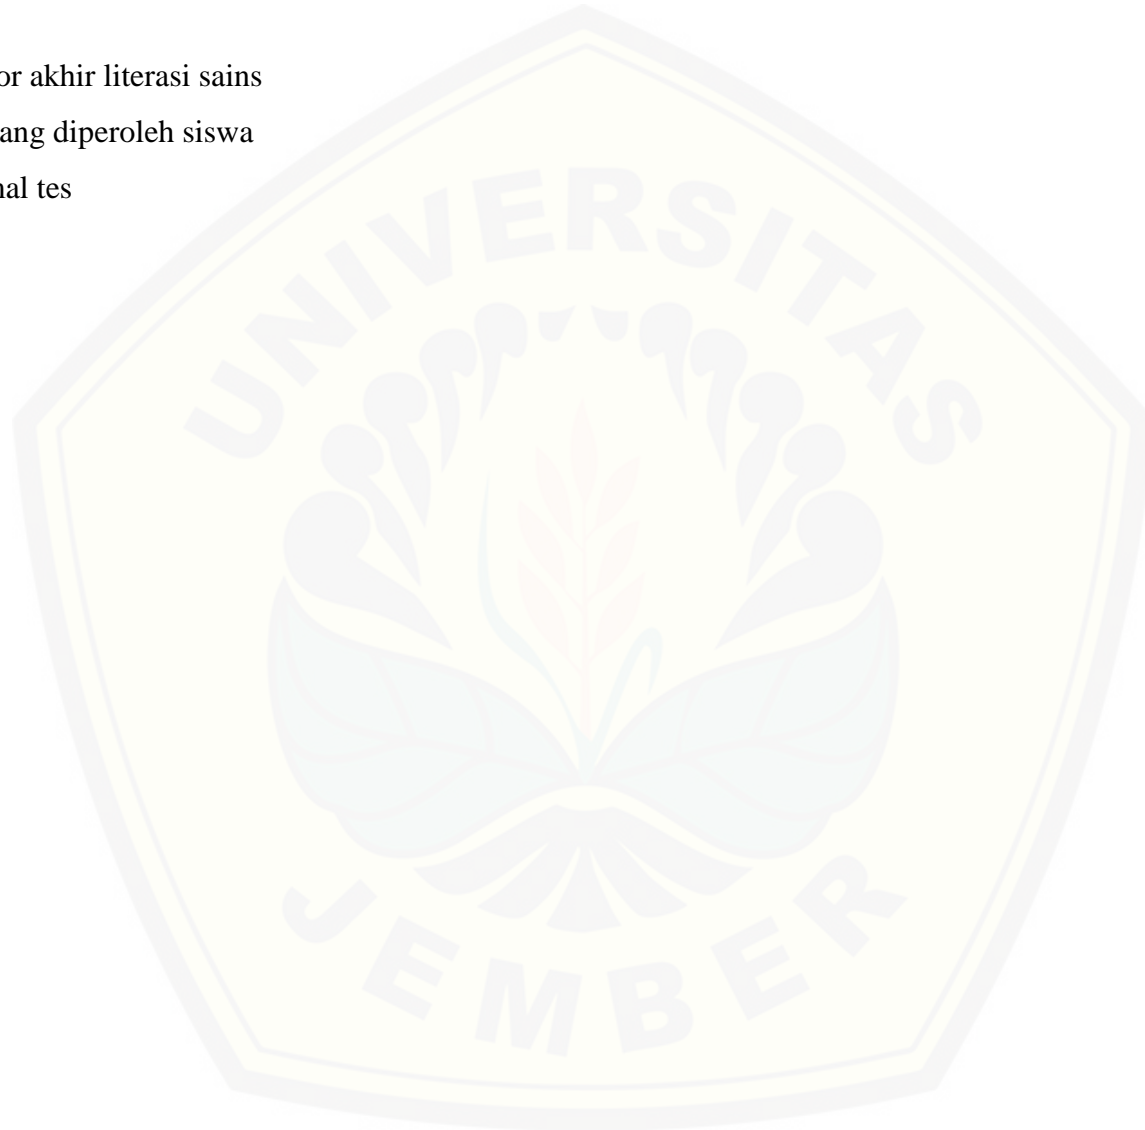 or akhir literasi sains
ang diperoleh siswa
nal tes
UNIVERSITAS
JEMBER